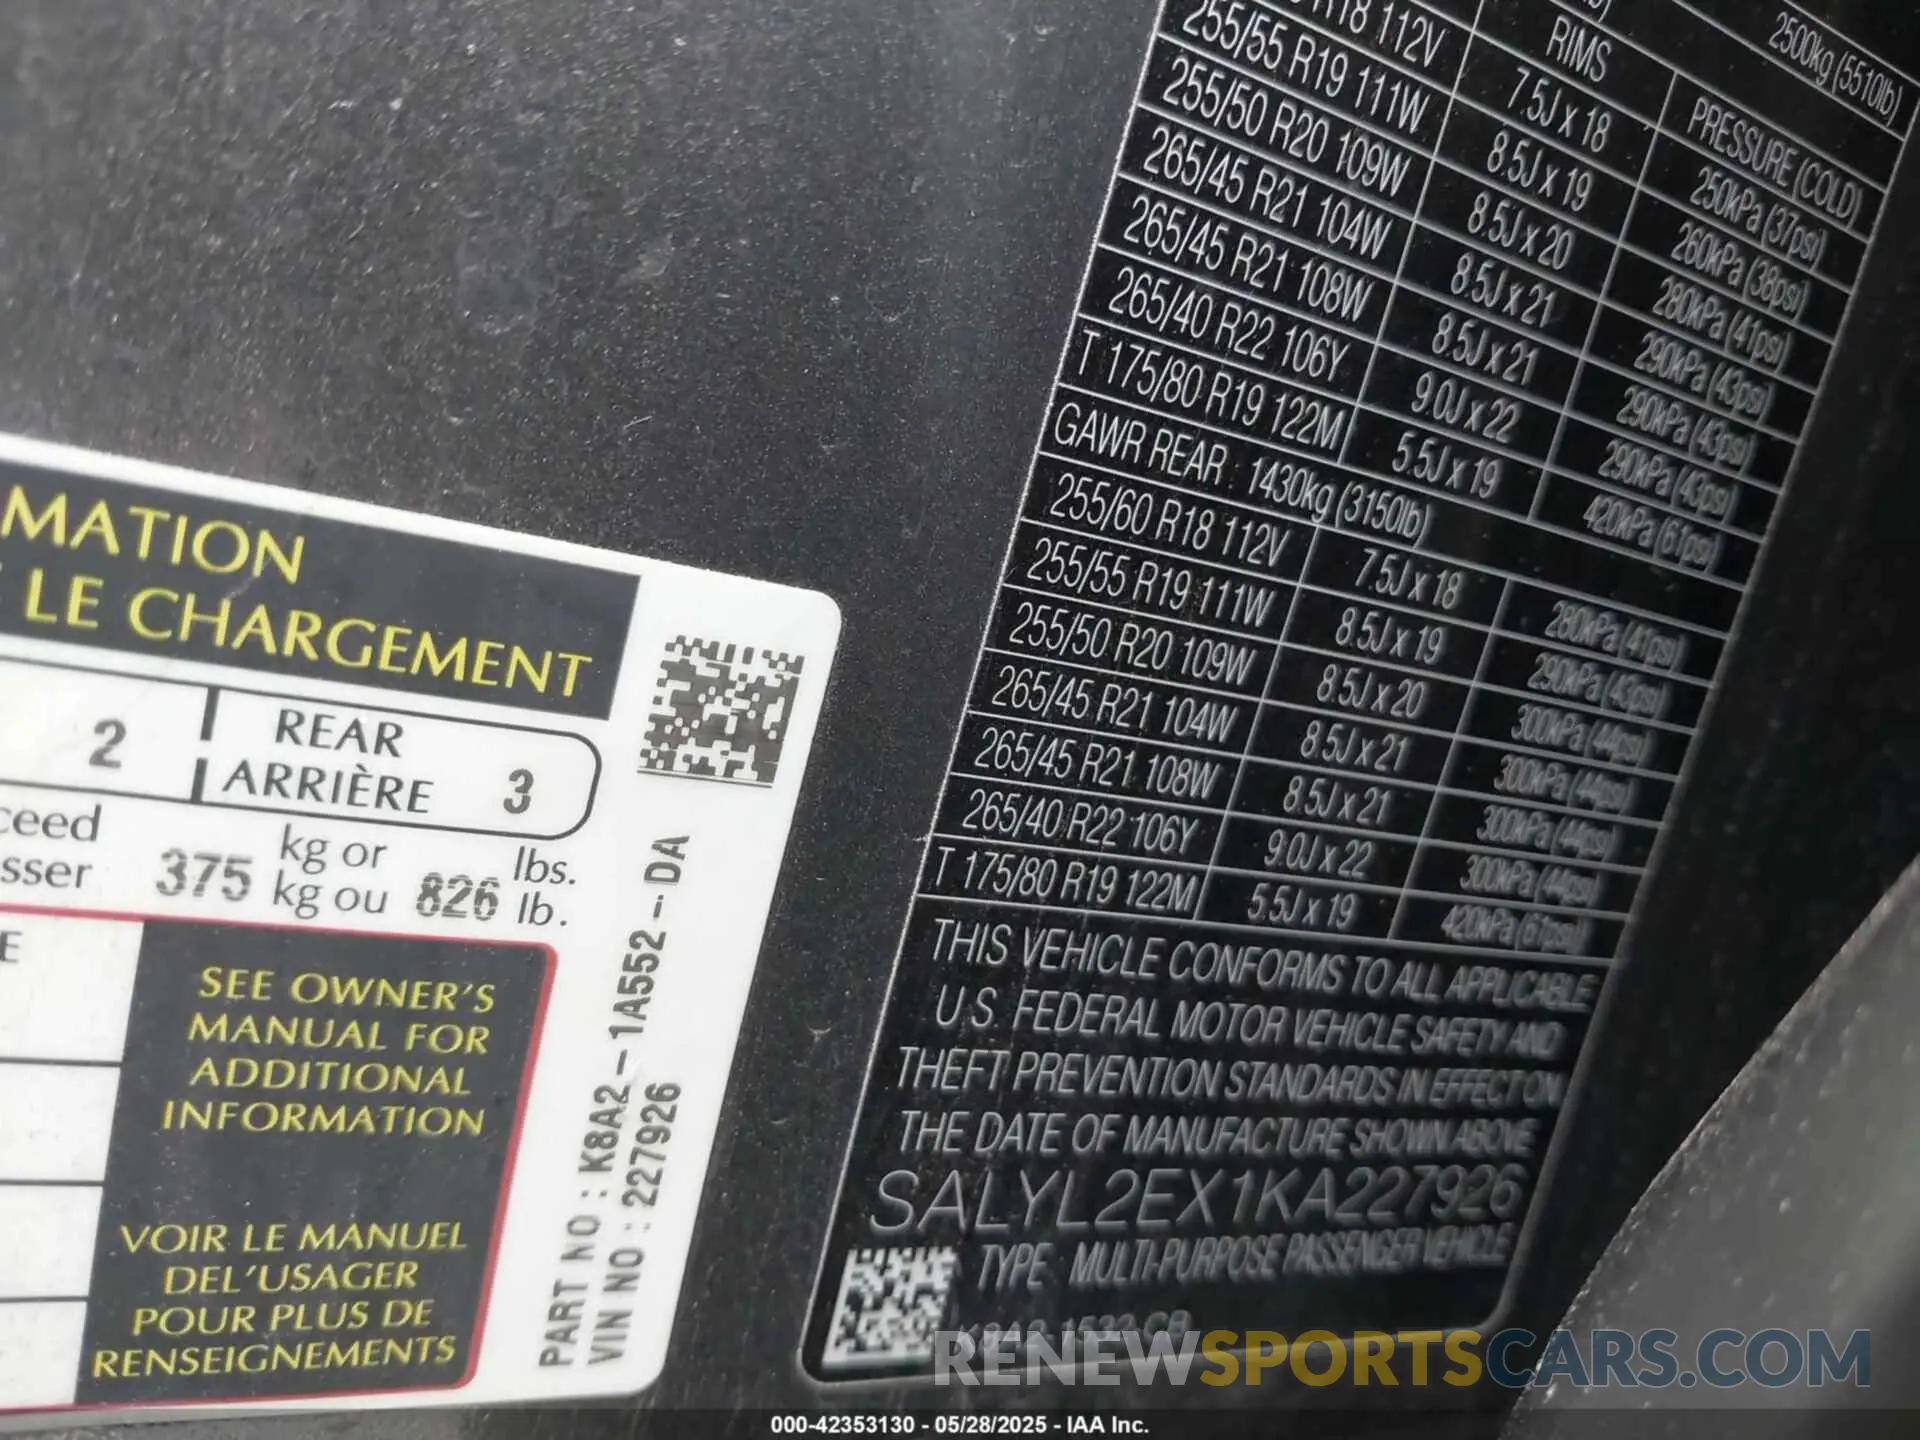 MATION
LE CHARGEMENT
2
REAR
ARRIÈRE
3
ceed
sser
375
kg or
kg ou
826
lbs.
lb.
E
SEE OWNER'S
MANUAL FOR
ADDITIONAL
INFORMATION
VOIR LE MANUEL
DEL'USAGER
POUR PLUS DE
RENSEIGNEMENTS
PART NO : K8A2-1A552-DA
VIN NO : 227926
2500kg (5510lb)
RIMS PRESSURE (COLD)
R18 112V 7.5J x 18 250kPa (37psi)
255/55 R19 111W 8.5J x 19 260kPa (38psi)
255/50 R20 109W 8.5J x 20 280kPa (41psi)
265/45 R21 104W 8.5J x 21 290kPa (43psi)
265/45 R21 108W 8.5J x 21 290kPa (43psi)
265/40 R22 106Y 9.0J x 22 290kPa (43psi)
T 175/80 R19 122M 5.5J x 19 420kPa (61psi)
GAWR REAR : 1430kg (3150lb)
255/60 R18 112V 7.5J x 18 280kPa (41psi)
255/55 R19 111W 8.5J x 19 290kPa (43psi)
255/50 R20 109W 8.5J x 20 300kPa (44psi)
265/45 R21 104W 8.5J x 21 300kPa (44psi)
265/45 R21 108W 8.5J x 21 300kPa (44psi)
265/40 R22 106Y 9.0J x 22 300kPa (44psi)
T 175/80 R19 122M 5.5J x 19 420kPa (61psi)
THIS VEHICLE CONFORMS TO ALL APPLICABLE
U.S. FEDERAL MOTOR VEHICLE SAFETY AND
THEFT PREVENTION STANDARDS IN EFFECT ON
THE DATE OF MANUFACTURE SHOWN ABOVE
SALYL2EX1KA227926
TYPE : MULTI-PURPOSE PASSENGER VEHICLE
RENEWSPORTSCARS.COM
000-42353130 - 05/28/2025 - IAA Inc.